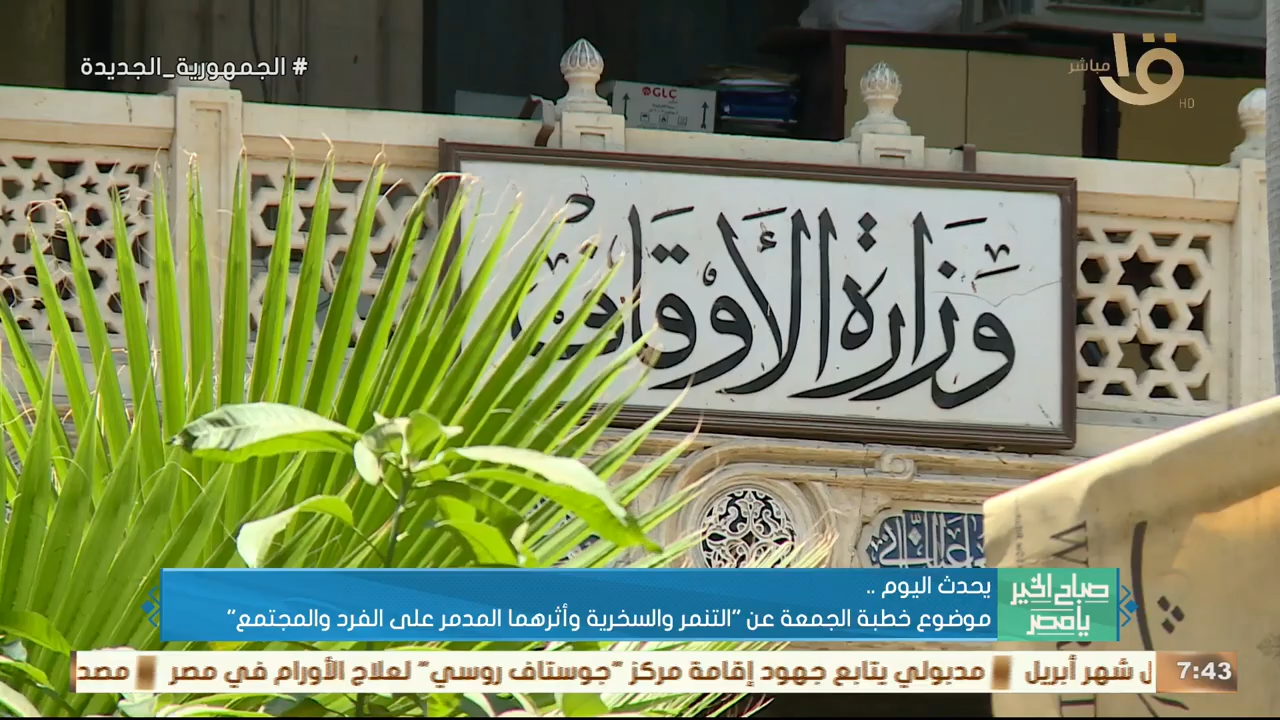 # الجمهورية_الجديدة
مباشر
HD
GLC
وزارة الأوقاف
يحدث اليوم ..
موضوع خطبة الجمعة عن "التنمر والسخرية وأثرهما المدمر على الفرد والمجتمع"
صباح الخير
يا مصر
ل شهر أبريل
مدبولي يتابع جهود إقامة مركز "جوستاف روسي" لعلاج الأورام في مصر
مصد
7:43